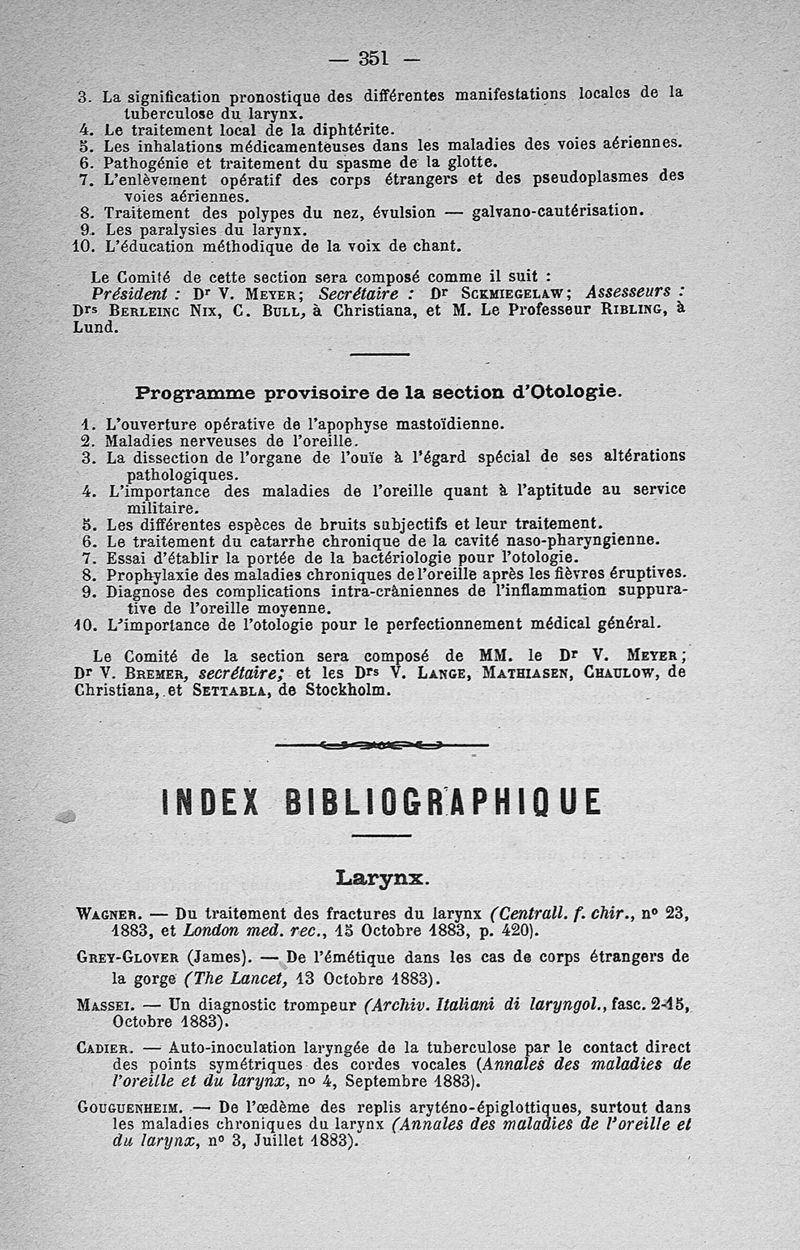 — 351 —
3. La signification pronostique des différentes manifestations locales de la
tuberculose du larynx.
4. Le traitement local de la diphtérite.
5. Les inhalations médicamenteuses dans les maladies des voies aériennes.
6. Pathogénie et traitement du spasme de la glotte.
7. L'enlèvement opératif des corps étrangers et des pseudoplasmes des
voies aériennes.
8. Traitement des polypes du nez, évulsion — galvano-cautérisation.
9. Les paralysies du larynx.
10. L'éducation méthodique de la voix de chant.
Le Comité de cette section sera composé comme il suit :
Président : Dr V. MEYER; Secrétaire : Dr SCKMIEGELAW; Assesseurs :
Drs BERLEINC NIX, C. BULL, à Christiana, et M. Le Professeur RIBLING, à
Lund.
Programme provisoire de la section d'Otologie.
1. L'ouverture opérative de l'apophyse mastoïdienne.
2. Maladies nerveuses de l'oreille.
3. La dissection de l'organe de l'ouïe à l'égard spécial de ses altérations
pathologiques.
4. L'importance des maladies de l'oreille quant à l'aptitude au service
militaire.
5. Les différentes espèces de bruits subjectifs et leur traitement.
6. Le traitement du catarrhe chronique de la cavité naso-pharyngienne.
7. Essai d'établir la portée de la bactériologie pour l'otologie.
8. Prophylaxie des maladies chroniques de l'oreille après les fièvres éruptives.
9. Diagnose des complications intra-crâniennes de l'inflammation suppura-
tive de l'oreille moyenne.
10. L'importance de l'otologie pour le perfectionnement médical général.
Le Comité de la section sera composé de MM. le Dr V. MEYER;
Dr V. BREMER, secrétaire; et les Drs V. LANGE, MATHIASEN, CHAULOW, de
Christiana, et SETTABLA, de Stockholm.
INDEX BIBLIOGRAPHIQUE
Larynx.
WAGNER. — Du traitement des fractures du larynx (Centrall. f. chir., no 23,
1883, et London med. rec., 15 Octobre 1883, p. 420).
GREY-GLOVER (James). — De l'émétique dans les cas de corps étrangers de
la gorge (The Lancet, 13 Octobre 1883).
MASSEI. — Un diagnostic trompeur (Archiv. Italiani di laryngol., fasc. 2-15,
Octobre 1883).
CADIER. — Auto-inoculation laryngée de la tuberculose par le contact direct
des points symétriques des cordes vocales (Annales des maladies de
l'oreille et du larynx, no 4, Septembre 1883).
GOUGUENHEIM. — De l'œdème des replis aryténo-épiglottiques, surtout dans
les maladies chroniques du larynx (Annales des maladies de l'oreille et
du larynx, no 3, Juillet 1883).